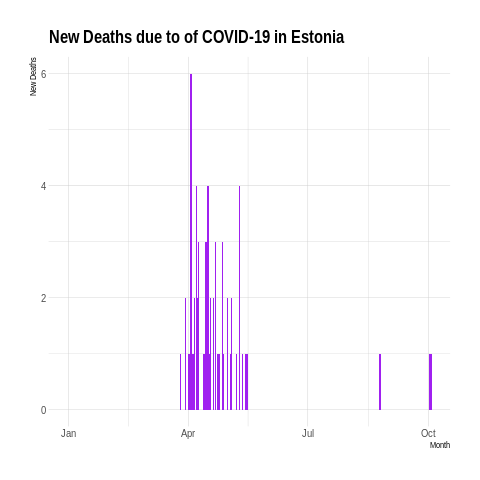 New Deaths due to of COVID-19 in Estonia
New Deaths
6
4
2
0
Jan Apr Jul Oct
Month